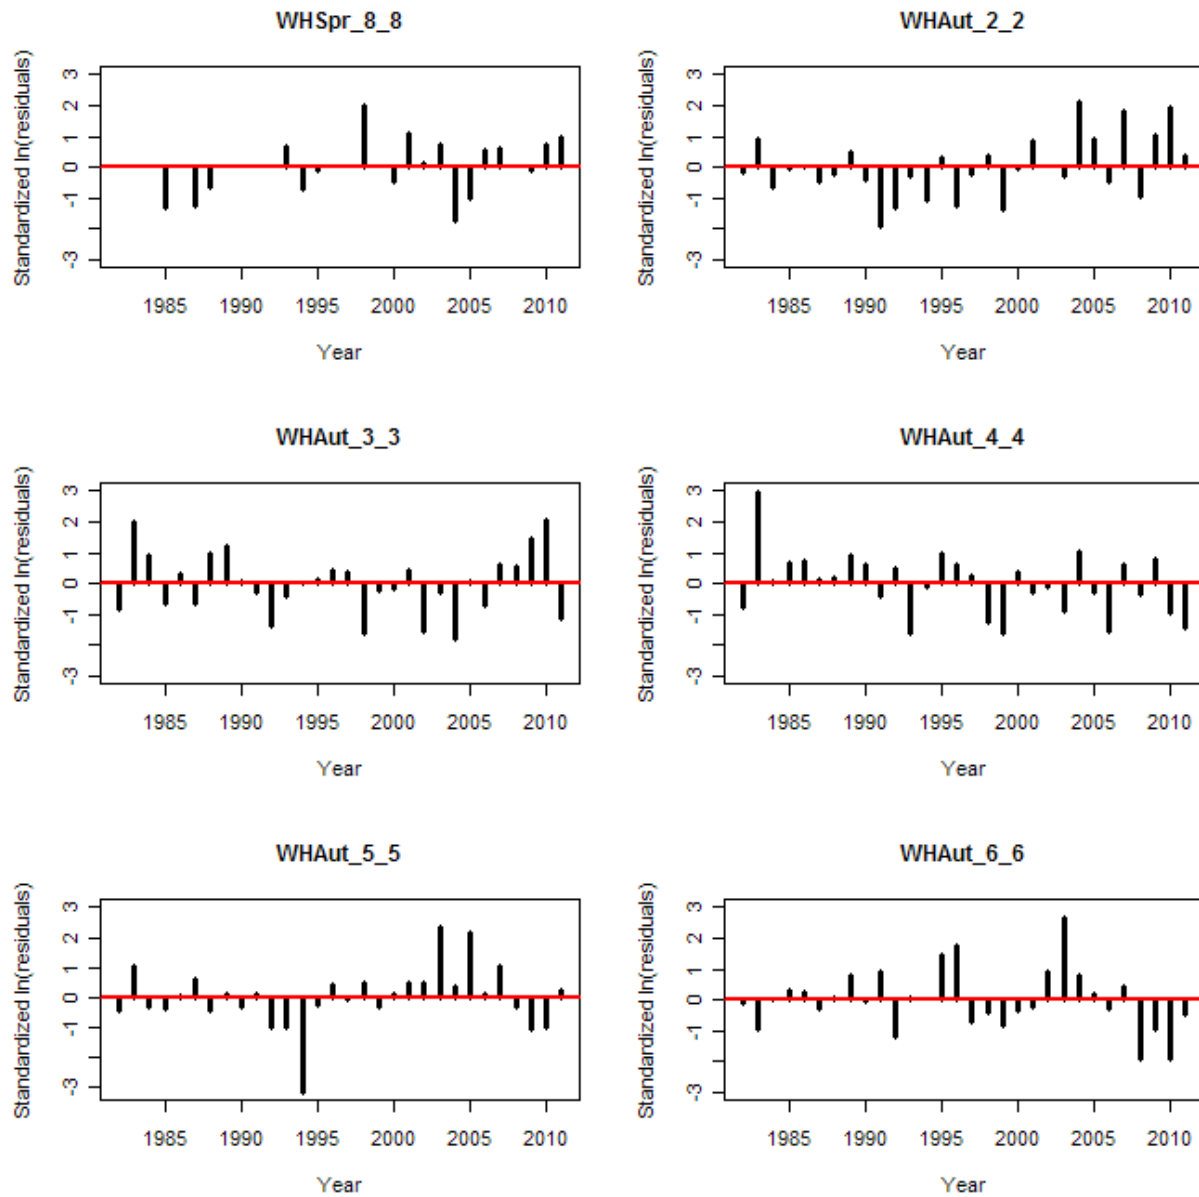 WHSpr_8_8
Standardized ln(residuals)
3
2
1
0
-1
-3
1985 1990 1995 2000 2005 2010
Year
WHAut_2_2
Standardized ln(residuals)
3
2
1
0
-1
-3
1985 1990 1995 2000 2005 2010
Year
WHAut_3_3
Standardized ln(residuals)
3
2
1
0
-1
-3
1985 1990 1995 2000 2005 2010
Year
WHAut_4_4
Standardized ln(residuals)
3
2
1
0
-1
-3
1985 1990 1995 2000 2005 2010
Year
WHAut_5_5
Standardized ln(residuals)
3
2
1
0
-1
-3
1985 1990 1995 2000 2005 2010
Year
WHAut_6_6
Standardized ln(residuals)
3
2
1
0
-1
-3
1985 1990 1995 2000 2005 2010
Year